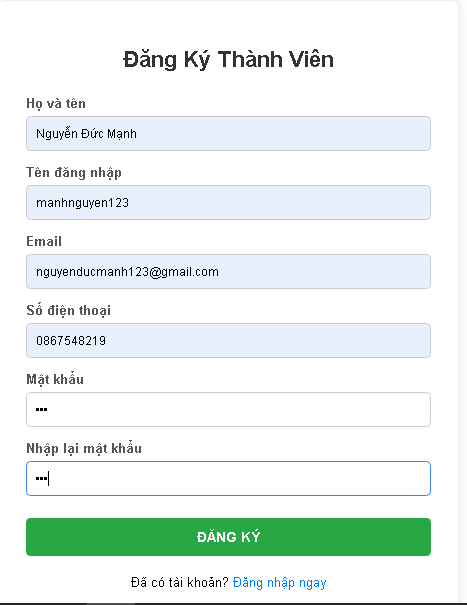 Đăng Ký Thành Viên
Họ và tên
Nguyễn Đức Mạnh
Tên đăng nhập
manhnguyen123
Email
nguyenducmanh123@gmail.com
Số điện thoại
0867548219
Mật khẩu
•••
Nhập lại mật khẩu
•••
ĐĂNG KÝ
Đã có tài khoản? Đăng nhập ngay